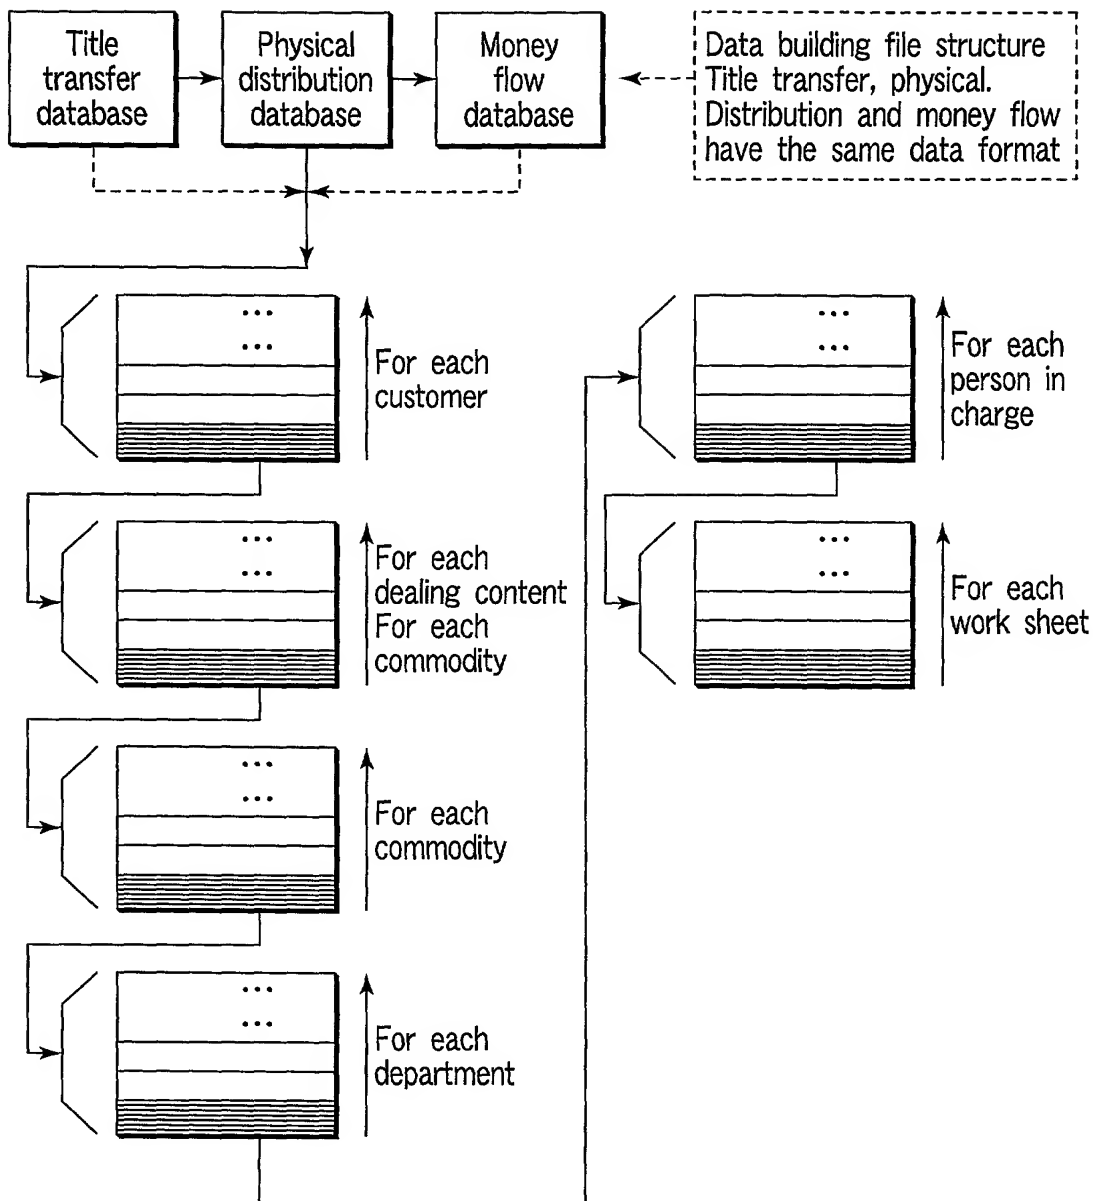 Title
transfer
database
Physical
distribution
database
Money
flow
database
Data building file structure
Title transfer, physical.
Distribution and money flow
have the same data format
...
...
For each
customer
...
...
For each
dealing content
For each
commodity
...
...
For each
commodity
...
...
For each
department
...
...
For each
person in
charge
...
...
For each
work sheet